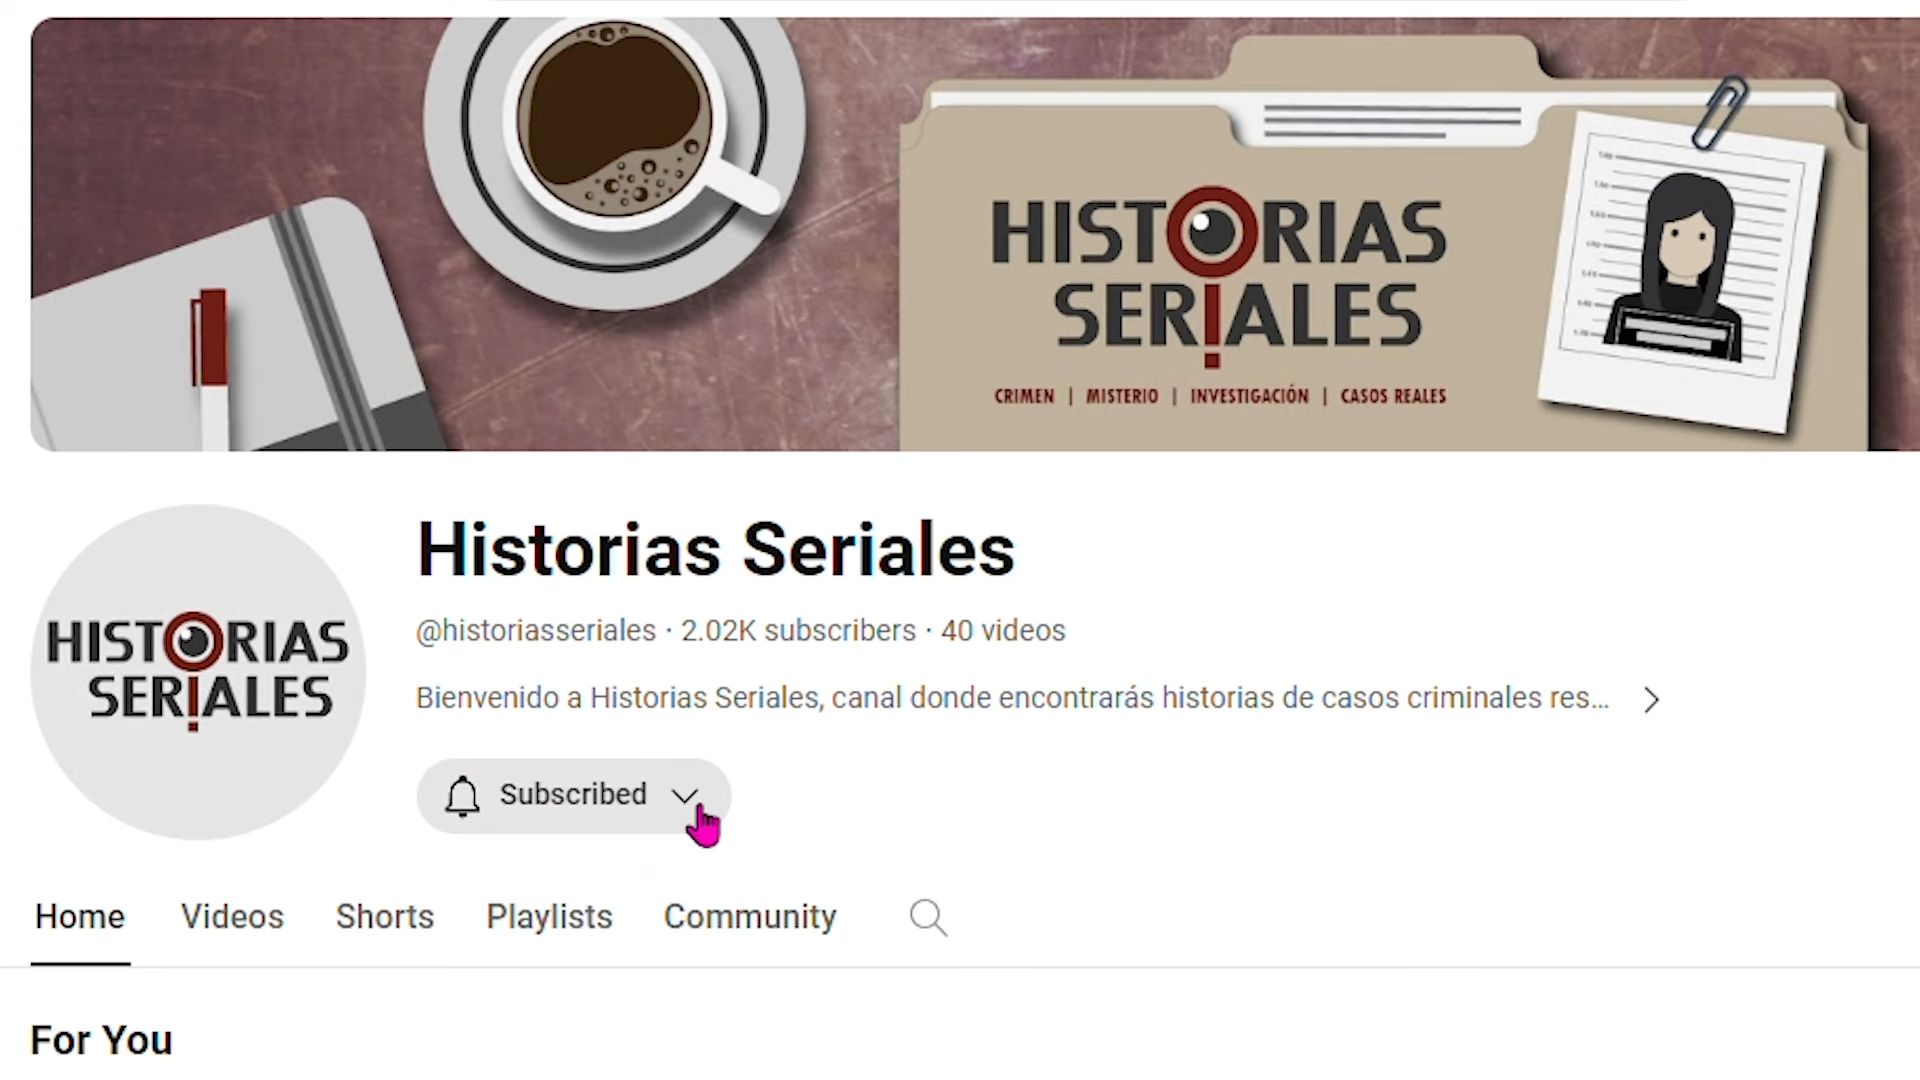 HISTORIAS
SERIALES
CRIMEN | MISTERIO | INVESTIGACIÓN | CASOS REALES
Historias Seriales
HISTORIAS
SERIALES
@historiasseriales · 2.02K subscribers · 40 videos
Bienvenido a Historias Seriales, canal donde encontrarás historias de casos criminales res...
Subscribed
Home Videos Shorts Playlists Community
For You